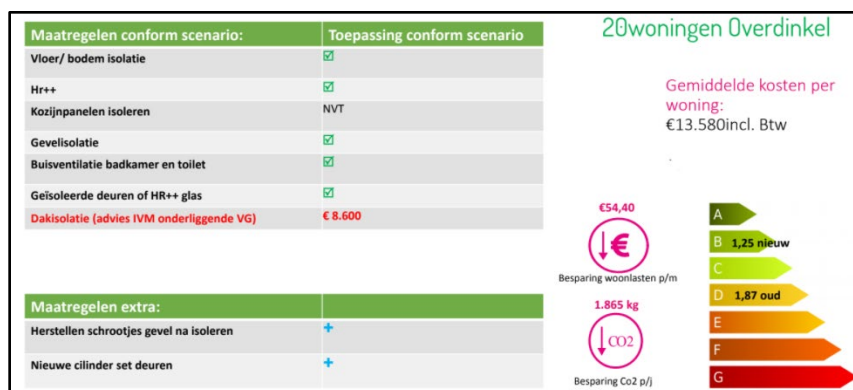 20woningen Overdinkel
Maatregelen conform scenario: Toepassing conform scenario
Vloer/ bodem isolatie ☑
Hr++ ☑
Kozijnpanelen isoleren NVT
Gevelisolatie ☑
Buisventilatie badkamer en toilet ☑
Geïsoleerde deuren of HR++ glas ☑
Dakisolatie (advies IVM onderliggende VG) € 8.600
Maatregelen extra:
Herstellen schrootjes gevel na isoleren +
Nieuwe cilinder set deuren +
Gemiddelde kosten per
woning:
€13.580incl. Btw
€54,40
€
Besparing woonlasten p/m
1.865 kg
CO2
Besparing Co2 p/j
A
B 1,25 nieuw
C
D 1,87 oud
E
F
G